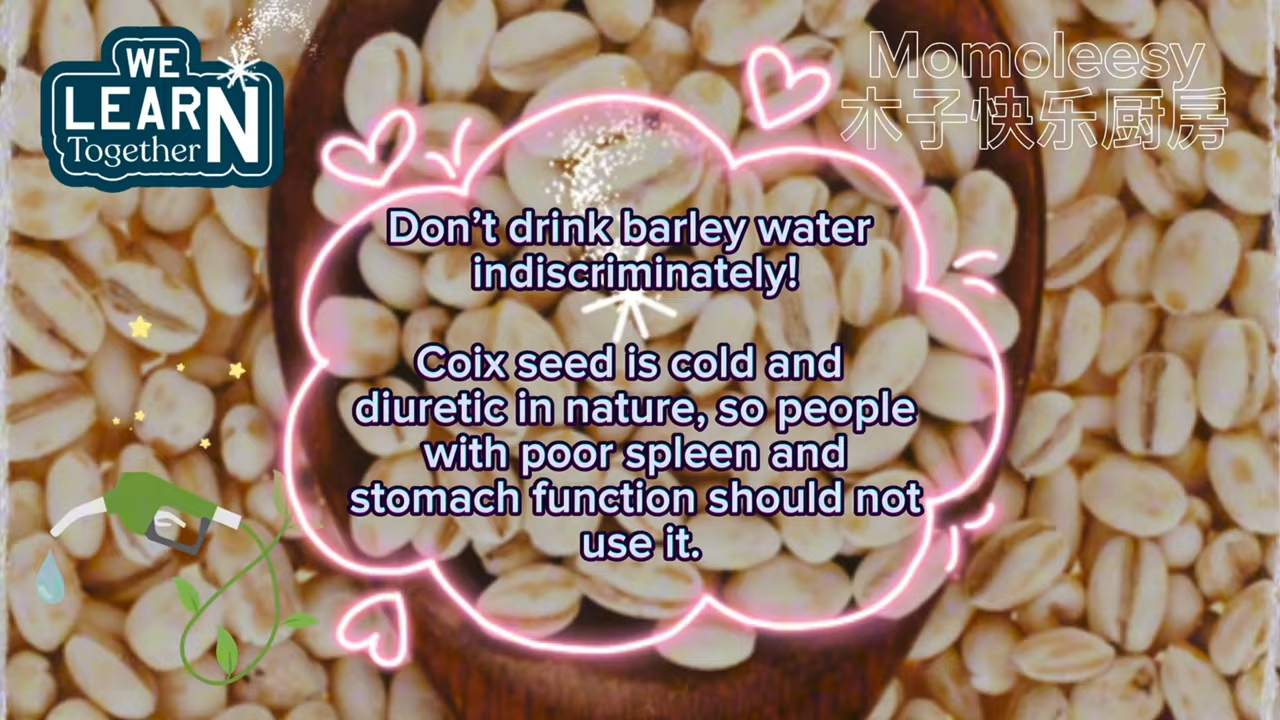 WE
LEARN
Together
Momoleesy
木子快乐厨房
Don't drink barley water
indiscriminately!
Coix seed is cold and
diuretic in nature, so people
with poor spleen and
stomach function should not
use it.